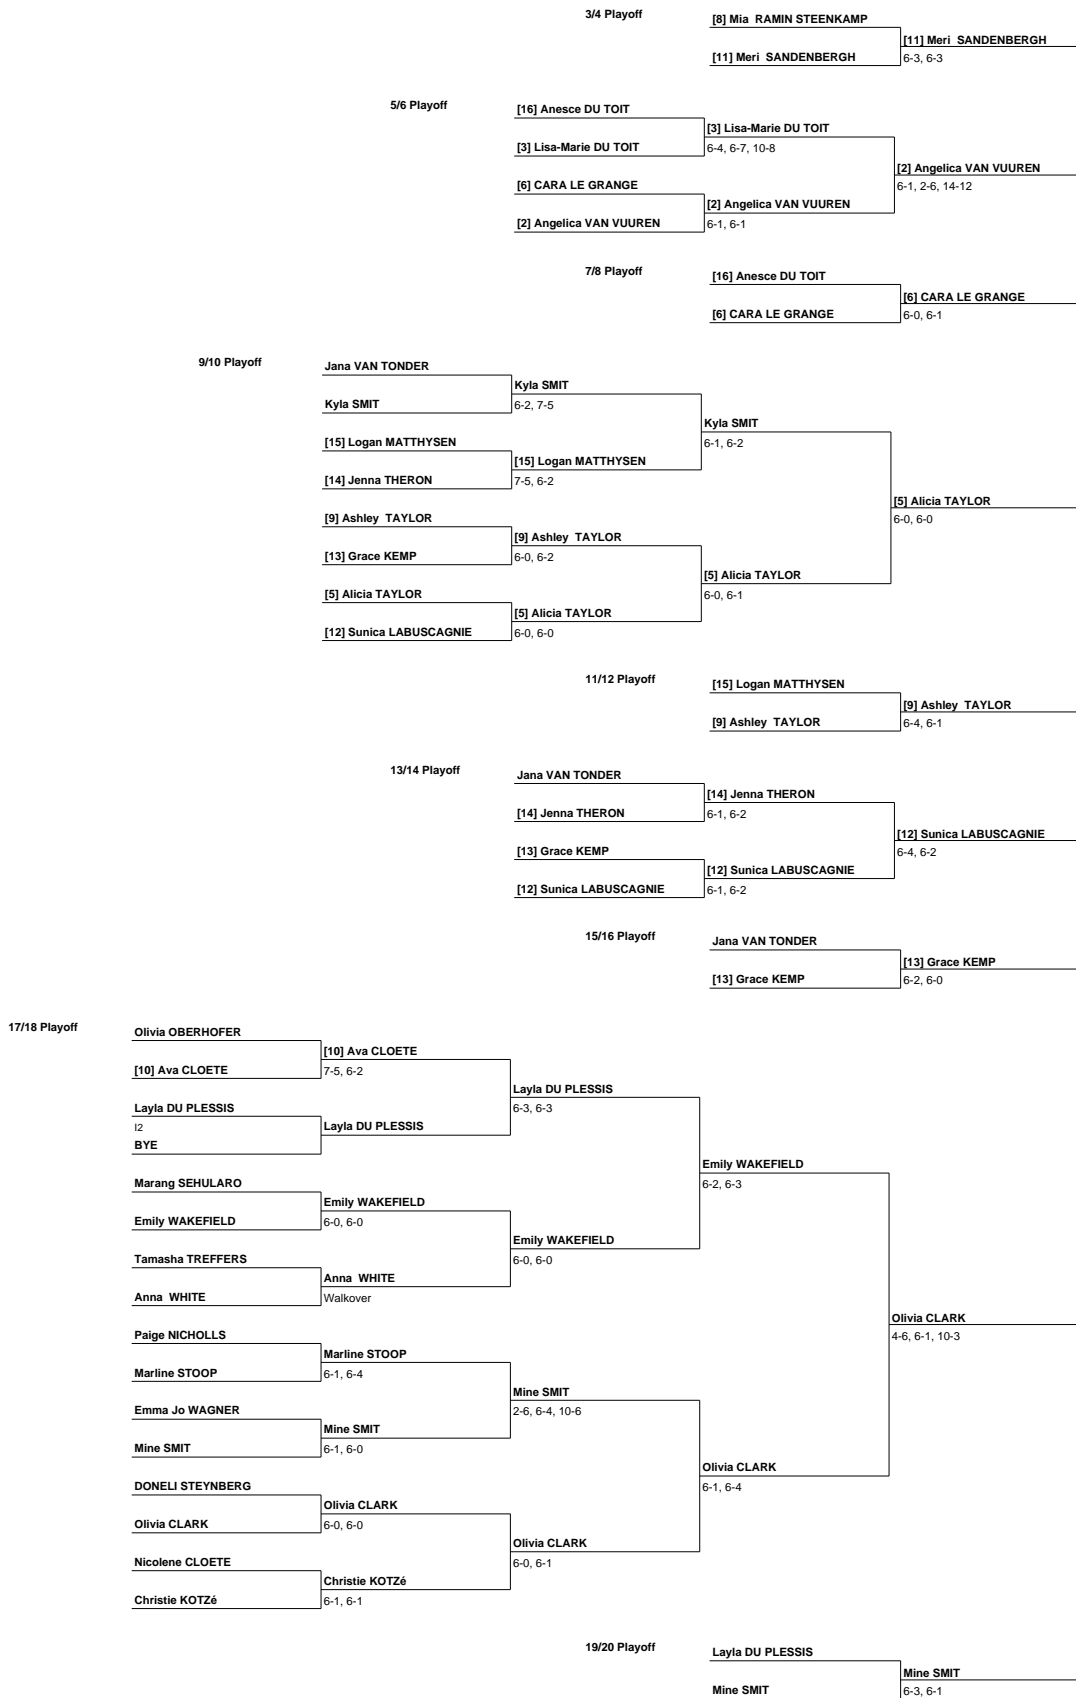 3/4 Playoff
[8] Mia  RAMIN STEENKAMP
[11] Meri  SANDENBERGH
[11] Meri  SANDENBERGH
6-3, 6-3
5/6 Playoff
[16] Anesce DU TOIT
[3] Lisa-Marie DU TOIT
[3] Lisa-Marie DU TOIT
6-4, 6-7, 10-8
[2] Angelica VAN VUUREN
6-1, 2-6, 14-12
[6] CARA LE GRANGE
[2] Angelica VAN VUUREN
[2] Angelica VAN VUUREN
6-1, 6-1
7/8 Playoff
[16] Anesce DU TOIT
[6] CARA LE GRANGE
[6] CARA LE GRANGE
6-0, 6-1
9/10 Playoff
Jana VAN TONDER
Kyla SMIT
Kyla SMIT
6-2, 7-5
Kyla SMIT
6-1, 6-2
[15] Logan MATTHYSEN
[15] Logan MATTHYSEN
[14] Jenna THERON
7-5, 6-2
[5] Alicia TAYLOR
6-0, 6-0
[9] Ashley  TAYLOR
[9] Ashley  TAYLOR
[13] Grace KEMP
6-0, 6-2
[5] Alicia TAYLOR
6-0, 6-1
[5] Alicia TAYLOR
[5] Alicia TAYLOR
[12] Sunica LABUSCAGNIE
6-0, 6-0
11/12 Playoff
[15] Logan MATTHYSEN
[9] Ashley  TAYLOR
[9] Ashley  TAYLOR
6-4, 6-1
13/14 Playoff
Jana VAN TONDER
[14] Jenna THERON
[14] Jenna THERON
6-1, 6-2
[12] Sunica LABUSCAGNIE
6-4, 6-2
[13] Grace KEMP
[12] Sunica LABUSCAGNIE
[12] Sunica LABUSCAGNIE
6-1, 6-2
15/16 Playoff
Jana VAN TONDER
[13] Grace KEMP
[13] Grace KEMP
6-2, 6-0
17/18 Playoff
Olivia OBERHOFER
[10] Ava CLOETE
[10] Ava CLOETE
7-5, 6-2
Layla DU PLESSIS
6-3, 6-3
Layla DU PLESSIS
I2
Layla DU PLESSIS
BYE
Emily WAKEFIELD
6-2, 6-3
Marang SEHULARO
Emily WAKEFIELD
Emily WAKEFIELD
6-0, 6-0
Emily WAKEFIELD
6-0, 6-0
Tamasha TREFFERS
Anna  WHITE
Anna  WHITE
Walkover
Olivia CLARK
4-6, 6-1, 10-3
Paige NICHOLLS
Marline STOOP
Marline STOOP
6-1, 6-4
Mine SMIT
2-6, 6-4, 10-6
Emma Jo WAGNER
Mine SMIT
Mine SMIT
6-1, 6-0
Olivia CLARK
6-1, 6-4
DONELI STEYNBERG
Olivia CLARK
Olivia CLARK
6-0, 6-0
Olivia CLARK
6-0, 6-1
Nicolene CLOETE
Christie KOTZé
Christie KOTZé
6-1, 6-1
19/20 Playoff
Layla DU PLESSIS
Mine SMIT
Mine SMIT
6-3, 6-1